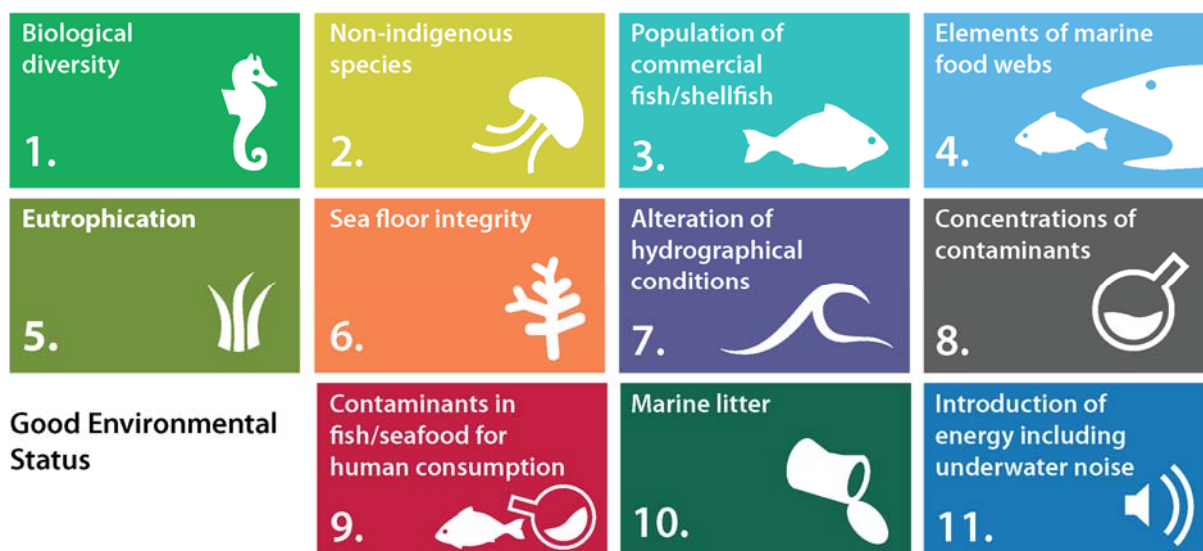 Biological
diversity
1.
Non-indigenous
species
2.
Population of
commercial
fish/shellfish
3.
Elements of marine
food webs
4.
Eutrophication
5.
Sea floor integrity
6.
Alteration of
hydrographical
conditions
7.
Concentrations of
contaminants
8.
Good Environmental
Status
Contaminants in
fish/seafood for
human consumption
9.
Marine litter
10.
Introduction of
energy including
underwater noise
11.